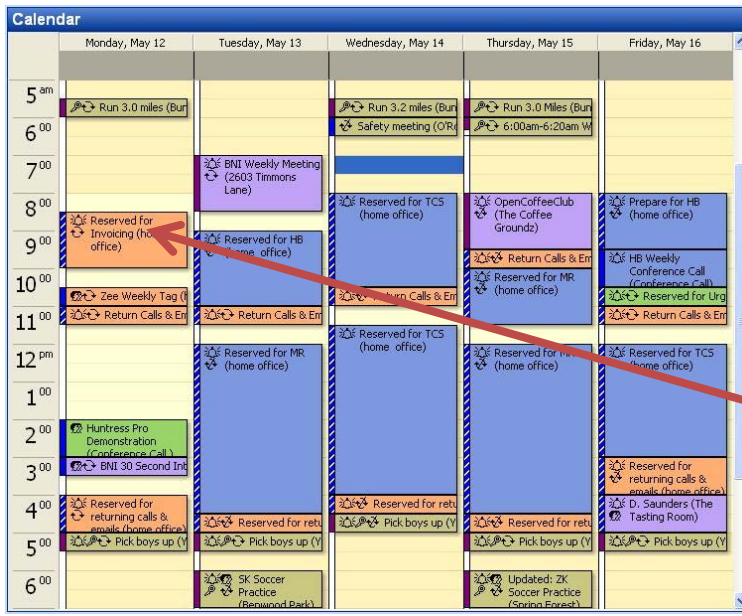 Calendar
Monday, May 12
Tuesday, May 13
Wednesday, May 14
Thursday, May 15
Friday, May 16
5 am
6 00
7 00
8 00
9 00
10 00
11 00
12 pm
1 00
2 00
3 00
4 00
5 00
6 00
Run 3.0 miles (Bur
Reserved for
Invoicing
office)
Zee Weekly Tag
Return Calls & Em
Huntress Pro
Demonstration
(Conference Call )
BNI 30 Second Int
Reserved for
returning calls &
emails (home office)
Pick boys up (Y
BNI Weekly Meeting
(2603 Timmons
Lane)
Reserved for HB
office)
Return Calls & Em
Reserved for MR
(home office)
Reserved for retu
Pick boys up (Y
SK Soccer
Practice
(Benwood Park)
Run 3.2 miles (Bun
Safety meeting (O'Ro
Reserved for TCS
(home office)
Return Calls & Em
Reserved for TCS
(home office)
Reserved for retu
Pick boys up (Y
Run 3.0 Miles (Bun
6:00am-6:20am W
OpenCoffeeClub
(The Coffee
Groundz)
Return Calls & Em
Reserved for MR
(home office)
Reserved for
(home office)
Reserved for retu
Pick boys up (Y
Updated: ZK
Soccer Practice
(Spring Forest)
Prepare for HB
(home office)
HB Weekly
Conference Call
(Conference Call)
Reserved for Urg
Return Calls & Em
Reserved for TCS
(home office)
Reserved for
returning calls &
emails (home office)
D. Saunders (The
Tasting Room)
Pick boys up (Y